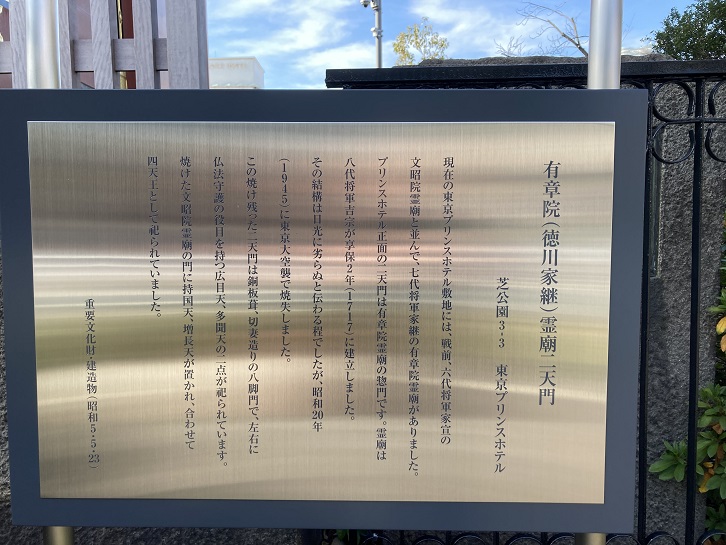 有章院（徳川家継）霊廟二天門
芝公園3-3　東京プリンスホテル
現在の東京プリンスホテル敷地には、戦前、六代将軍家宣の
文昭院霊廟と並んで、七代将軍家継の有章院霊廟がありました。
プリンスホテル正面の二天門は有章院霊廟の惣門です。霊廟は
八代将軍吉宗が享保2年（1717）に建立しました。
その結構は日光に劣らぬと伝わる程でしたが、昭和20年
（1945）に東京大空襲で焼失しました。
この焼け残った二天門は銅板葺、切妻造りの八脚門で、左右に
仏法守護の役目を持つ広目天、多聞天の二点が祀られています。
焼けた文昭院霊廟の門に持国天、増長天が置かれ、合わせて
四天王として祀られていました。
重要文化財・建造物（昭和5・5・23）